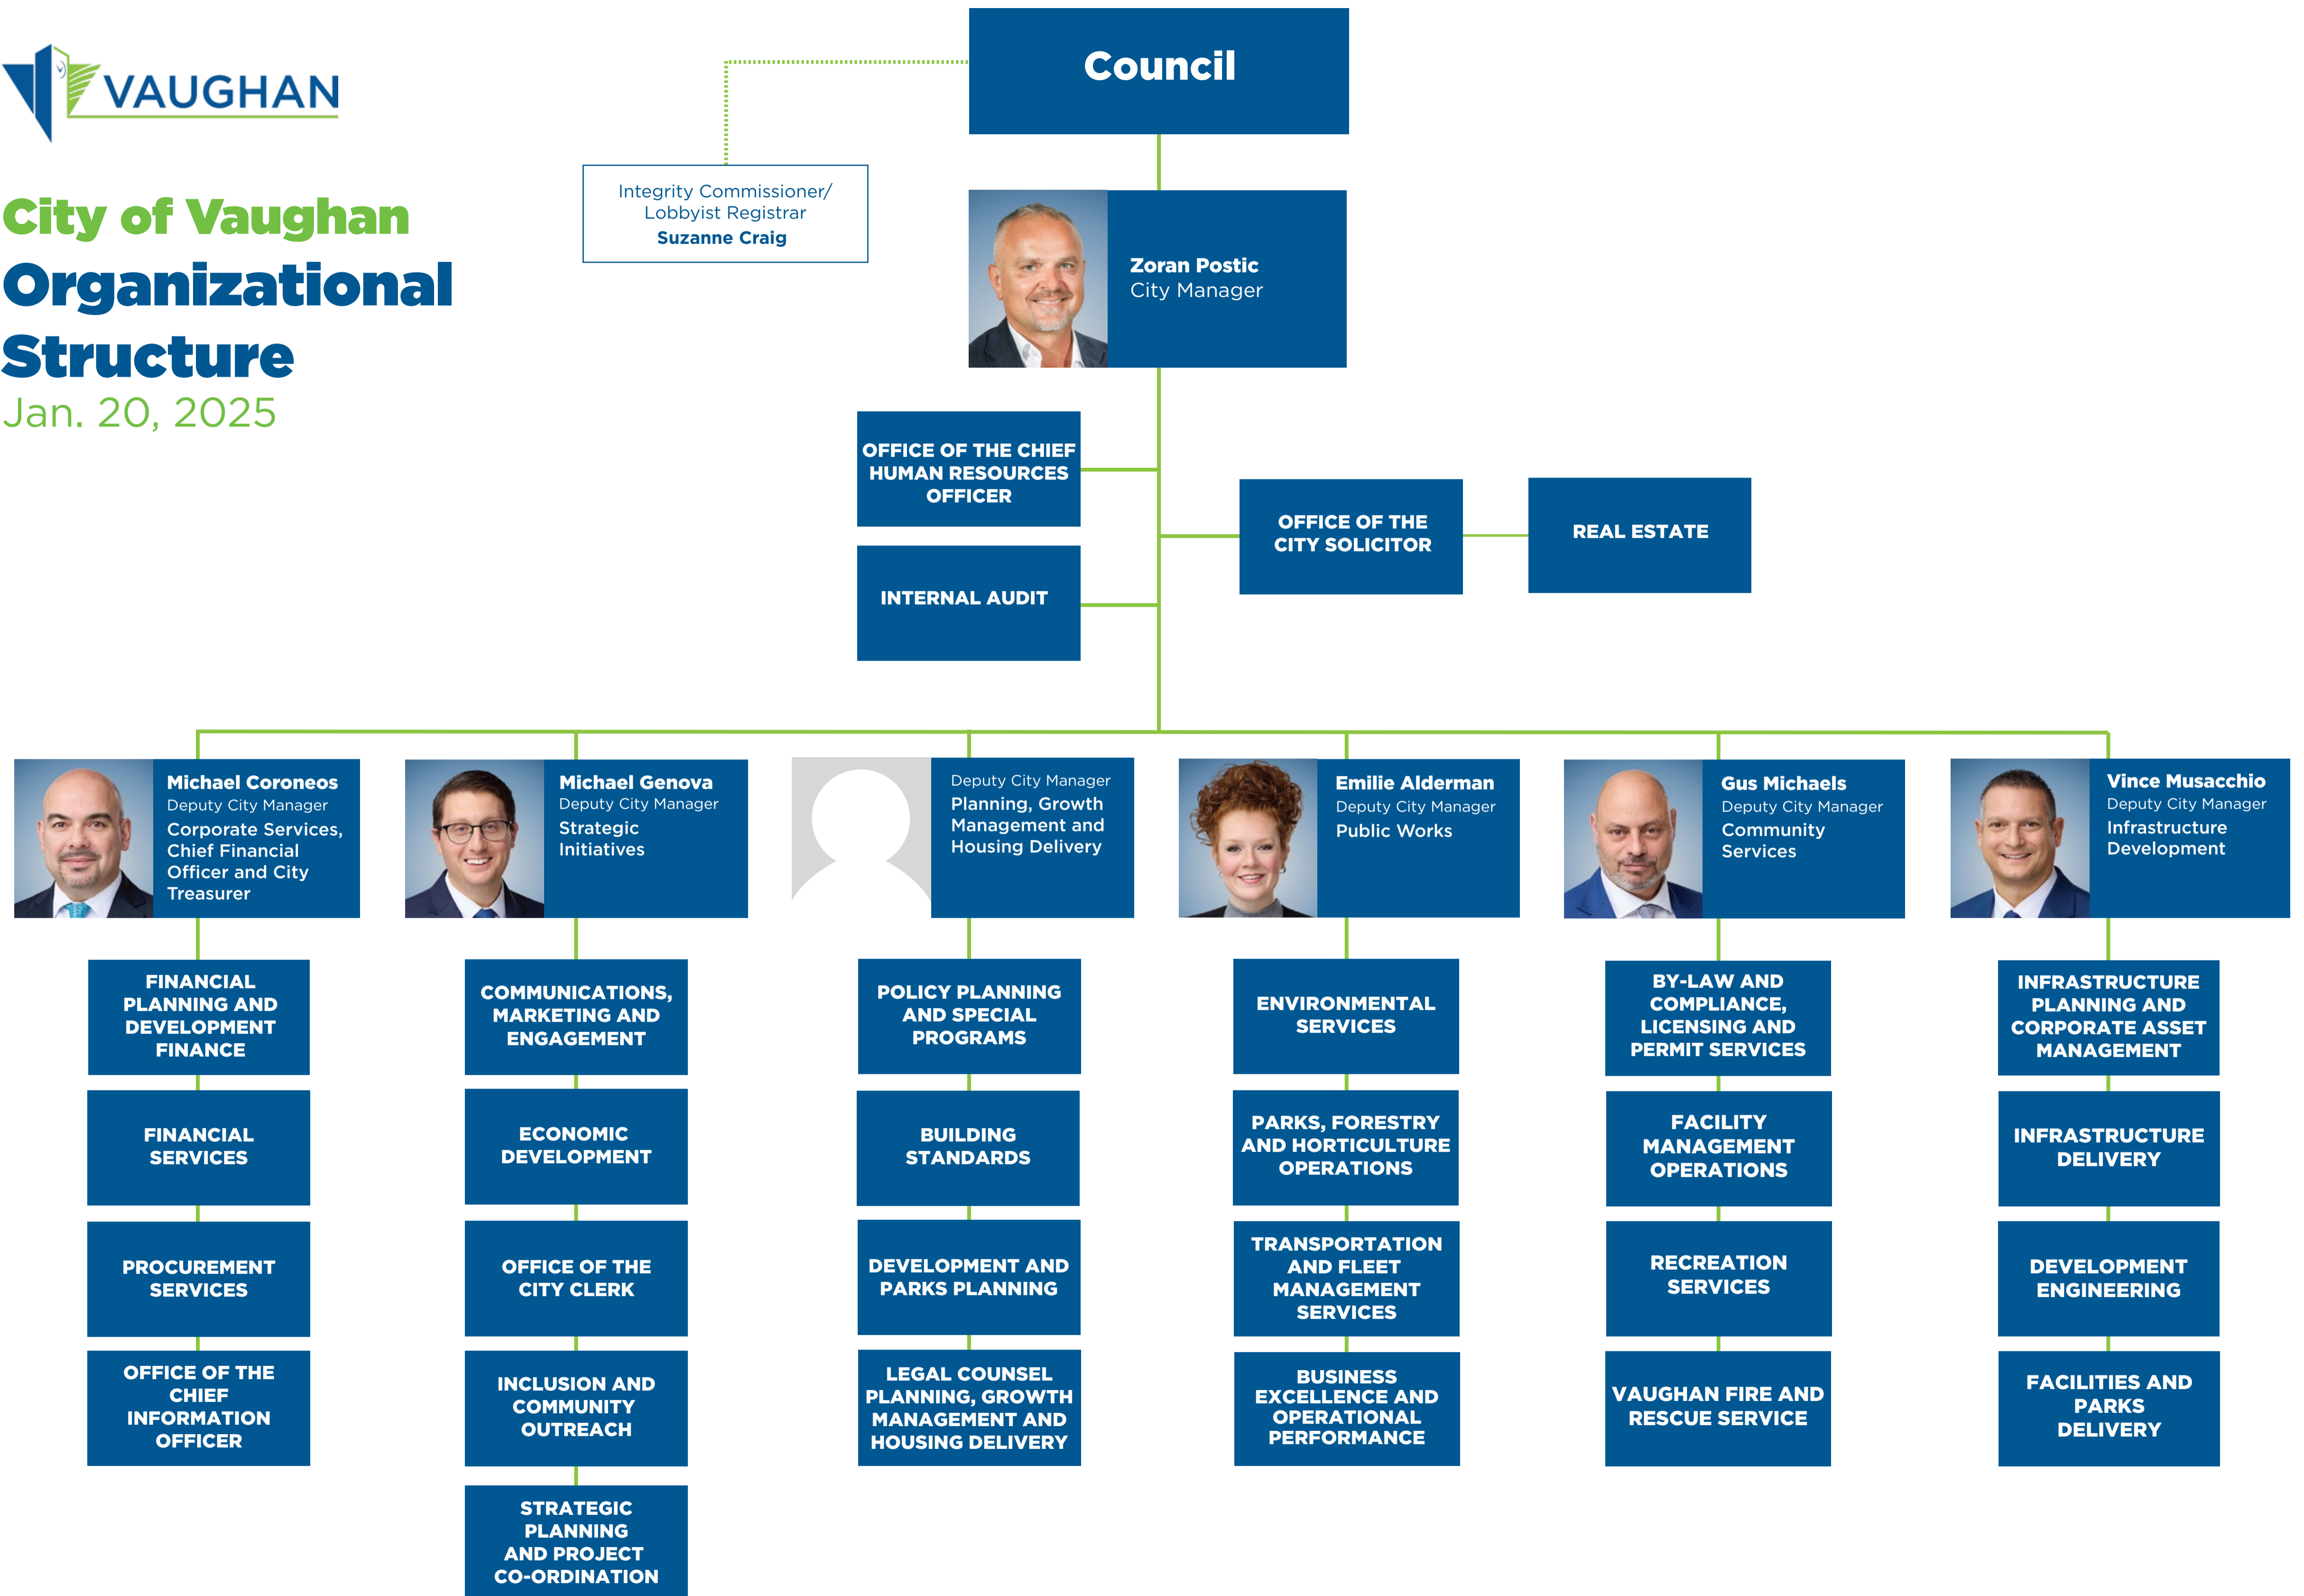 VAUGHAN
City of Vaughan
Organizational
Structure
Jan. 20, 2025
Council
Integrity Commissioner/
Lobbyist Registrar
Suzanne Craig
Zoran Postic
City Manager
OFFICE OF THE CHIEF
HUMAN RESOURCES
OFFICER
INTERNAL AUDIT
OFFICE OF THE
CITY SOLICITOR
REAL ESTATE
Michael Coroneos
Deputy City Manager
Corporate Services,
Chief Financial
Officer and City
Treasurer
Michael Genova
Deputy City Manager
Strategic
Initiatives
Deputy City Manager
Planning, Growth
Management and
Housing Delivery
Emilie Alderman
Deputy City Manager
Public Works
Gus Michaels
Deputy City Manager
Community
Services
Vince Musacchio
Deputy City Manager
Infrastructure
Development
FINANCIAL
PLANNING AND
DEVELOPMENT
FINANCE
FINANCIAL
SERVICES
PROCUREMENT
SERVICES
OFFICE OF THE
CHIEF
INFORMATION
OFFICER
COMMUNICATIONS,
MARKETING AND
ENGAGEMENT
ECONOMIC
DEVELOPMENT
OFFICE OF THE
CITY CLERK
INCLUSION AND
COMMUNITY
OUTREACH
STRATEGIC
PLANNING
AND PROJECT
CO-ORDINATION
POLICY PLANNING
AND SPECIAL
PROGRAMS
BUILDING
STANDARDS
DEVELOPMENT AND
PARKS PLANNING
LEGAL COUNSEL
PLANNING, GROWTH
MANAGEMENT AND
HOUSING DELIVERY
ENVIRONMENTAL
SERVICES
PARKS, FORESTRY
AND HORTICULTURE
OPERATIONS
TRANSPORTATION
AND FLEET
MANAGEMENT
SERVICES
BUSINESS
EXCELLENCE AND
OPERATIONAL
PERFORMANCE
BY-LAW AND
COMPLIANCE,
LICENSING AND
PERMIT SERVICES
FACILITY
MANAGEMENT
OPERATIONS
RECREATION
SERVICES
VAUGHAN FIRE AND
RESCUE SERVICE
INFRASTRUCTURE
PLANNING AND
CORPORATE ASSET
MANAGEMENT
INFRASTRUCTURE
DELIVERY
DEVELOPMENT
ENGINEERING
FACILITIES AND
PARKS
DELIVERY